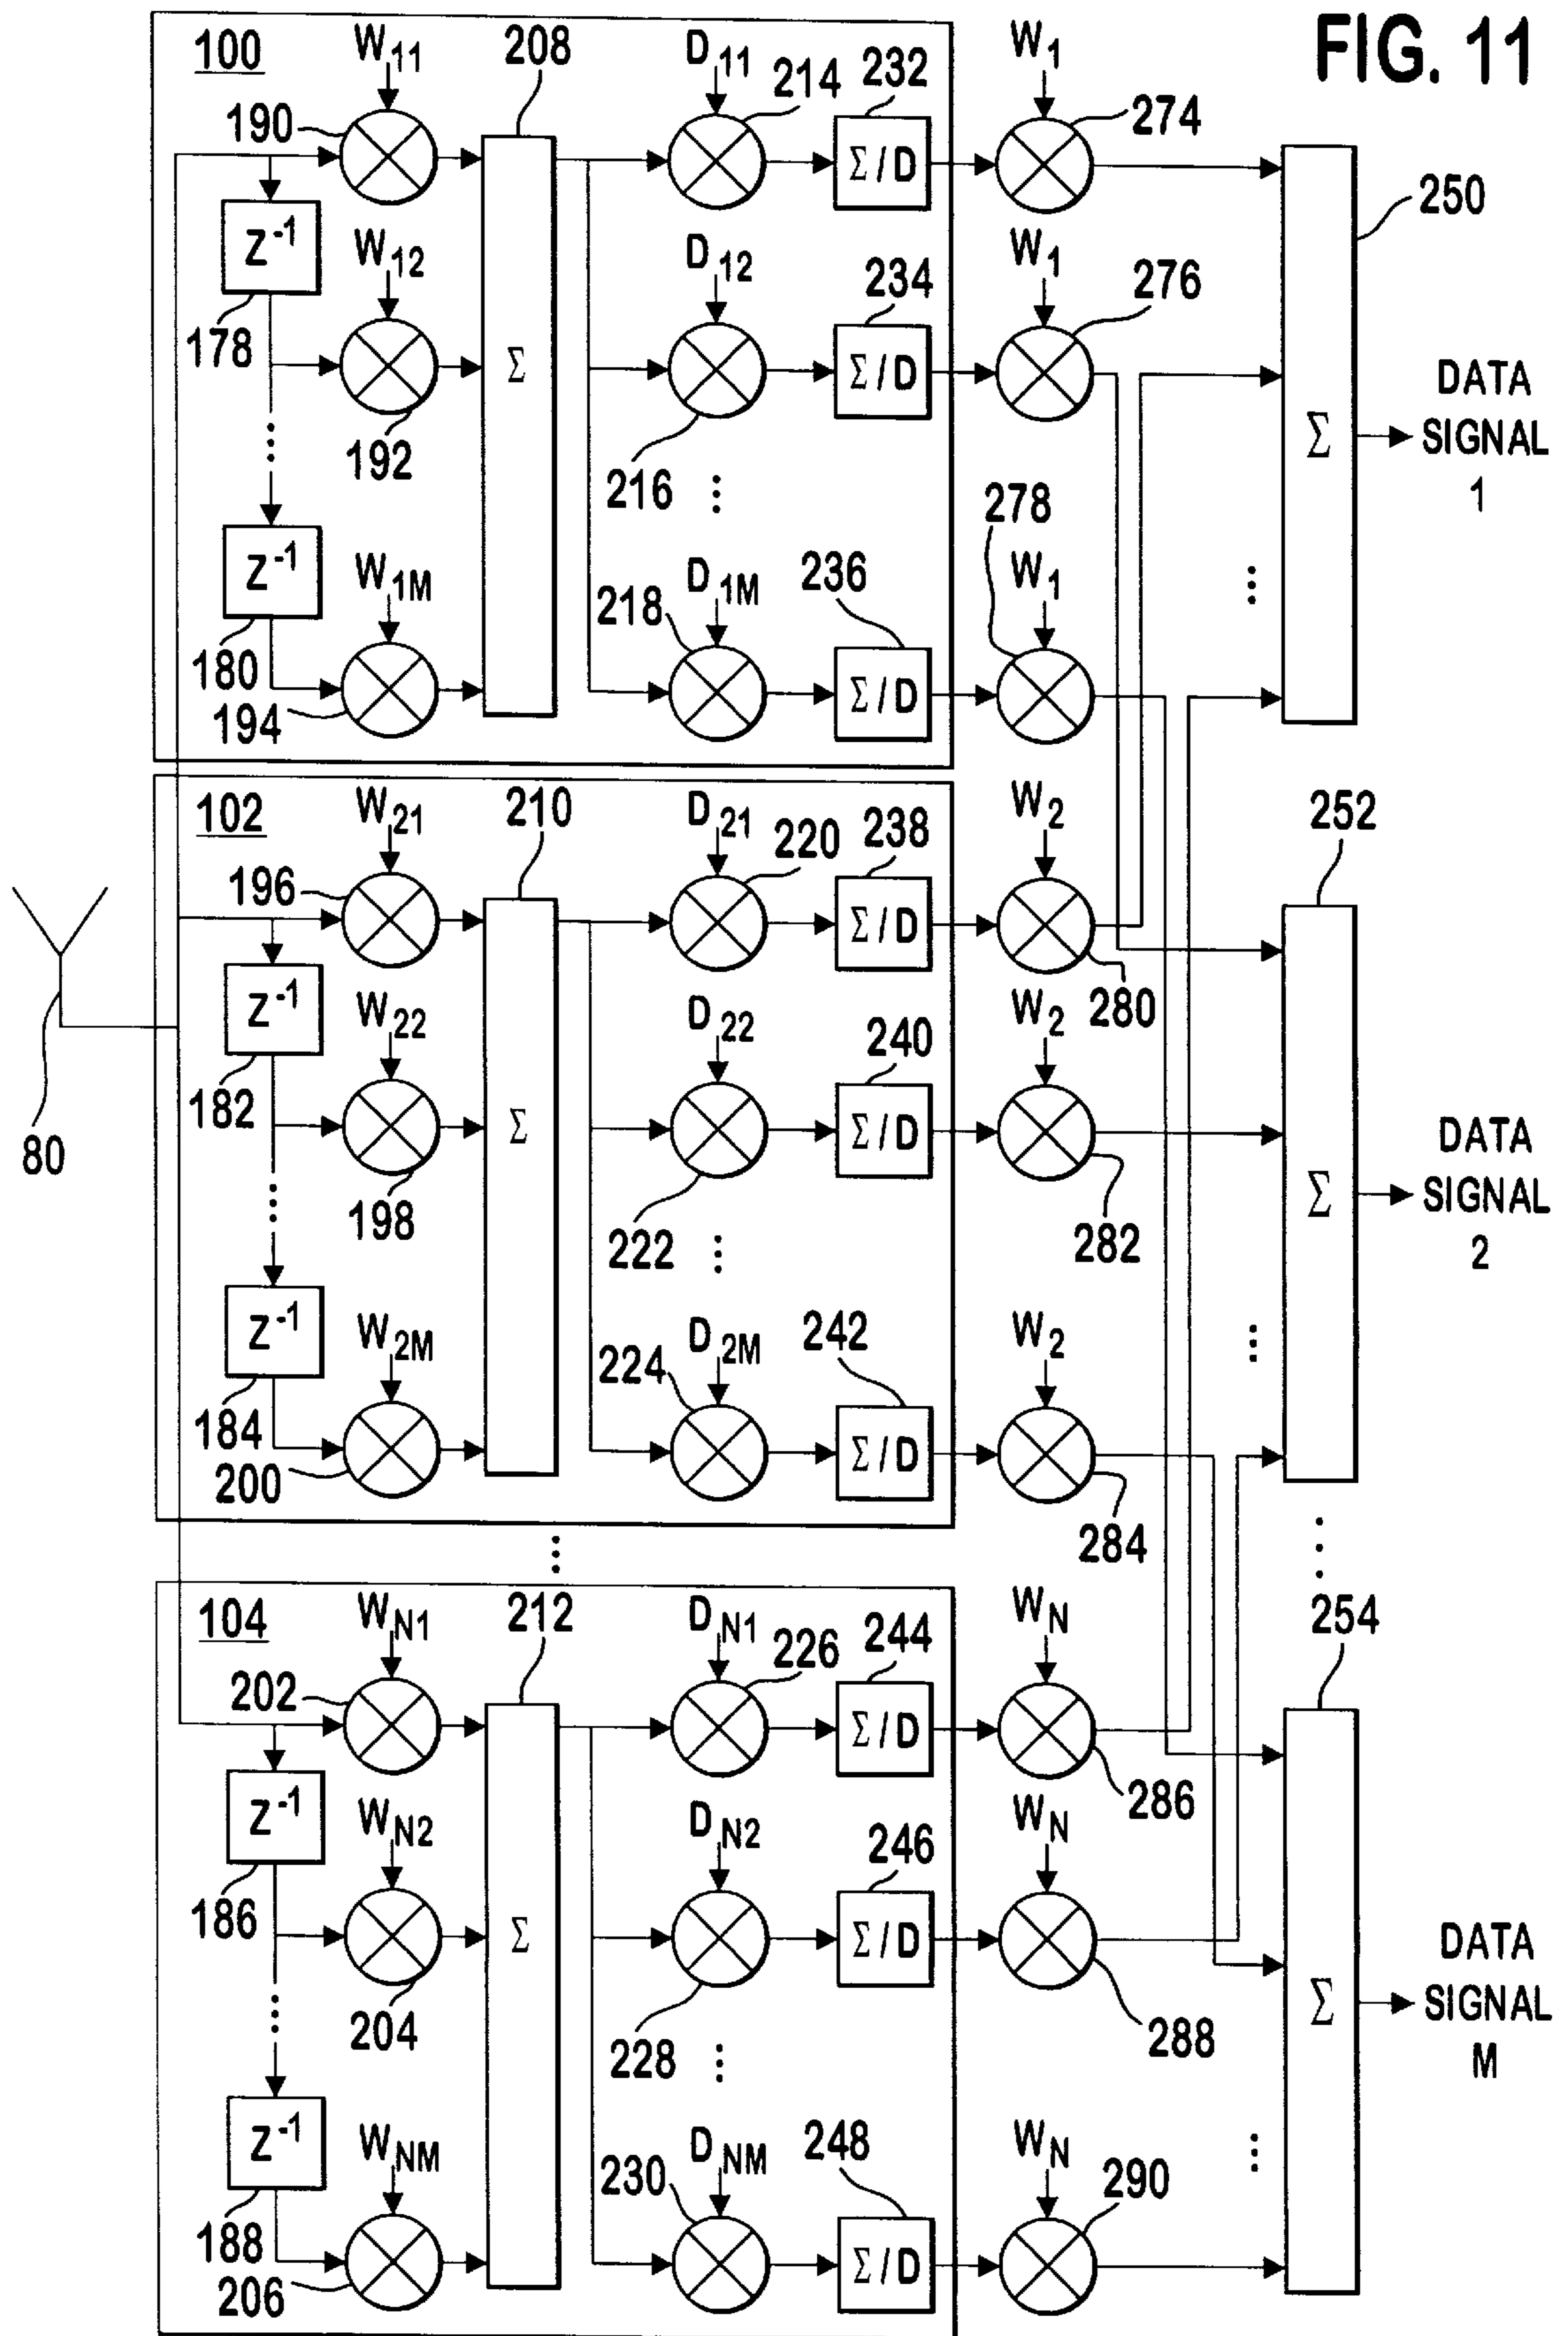 FIG. 11
100 W11 208 D11 214 232 W1 274
190
Σ/D
250
Z-1 W12 D12 234 W1 276
178
Σ Σ/D
192
216
DATA
Σ SIGNAL
1
...
278
Z-1 W1M D1M 236 W1
218
...
180
194 Σ/D
102 W21 210 D21 220 238 W2 252
196
Σ/D
280
Z-1 W22 D22 240 W2
80
182
Σ Σ/D
198
222 282
DATA
Σ SIGNAL
2
...
Z-1 W2M D2M 242 W2
224
...
184
200 Σ/D
284
...
104 WN1 212 DN1 226 244 WN 254
202
Σ/D
286
Z-1 WN2 DN2 246 WN
186
Σ Σ/D
204
228 288
DATA
Σ SIGNAL
M
...
Z-1 WNM DNM 248 WN 290
230
...
188
206 Σ/D